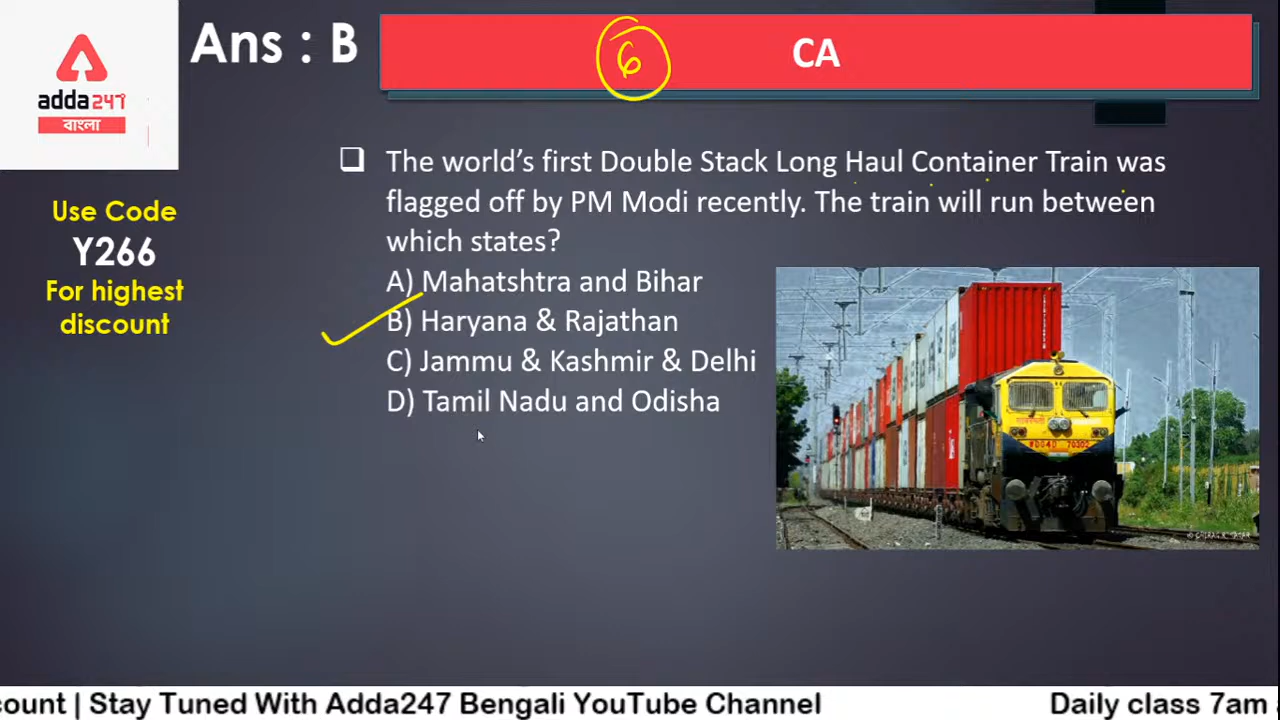 Ans : B
6
CA
adda247
বাংলা
❑ The world's first Double Stack Long Haul Container Train was
flagged off by PM Modi recently. The train will run between
which states?
A) Mahatshtra and Bihar
B) Haryana & Rajathan
C) Jammu & Kashmir & Delhi
D) Tamil Nadu and Odisha
Use Code
Y266
For highest
discount
ount | Stay Tuned With Adda247 Bengali YouTube Channel
Daily class 7am